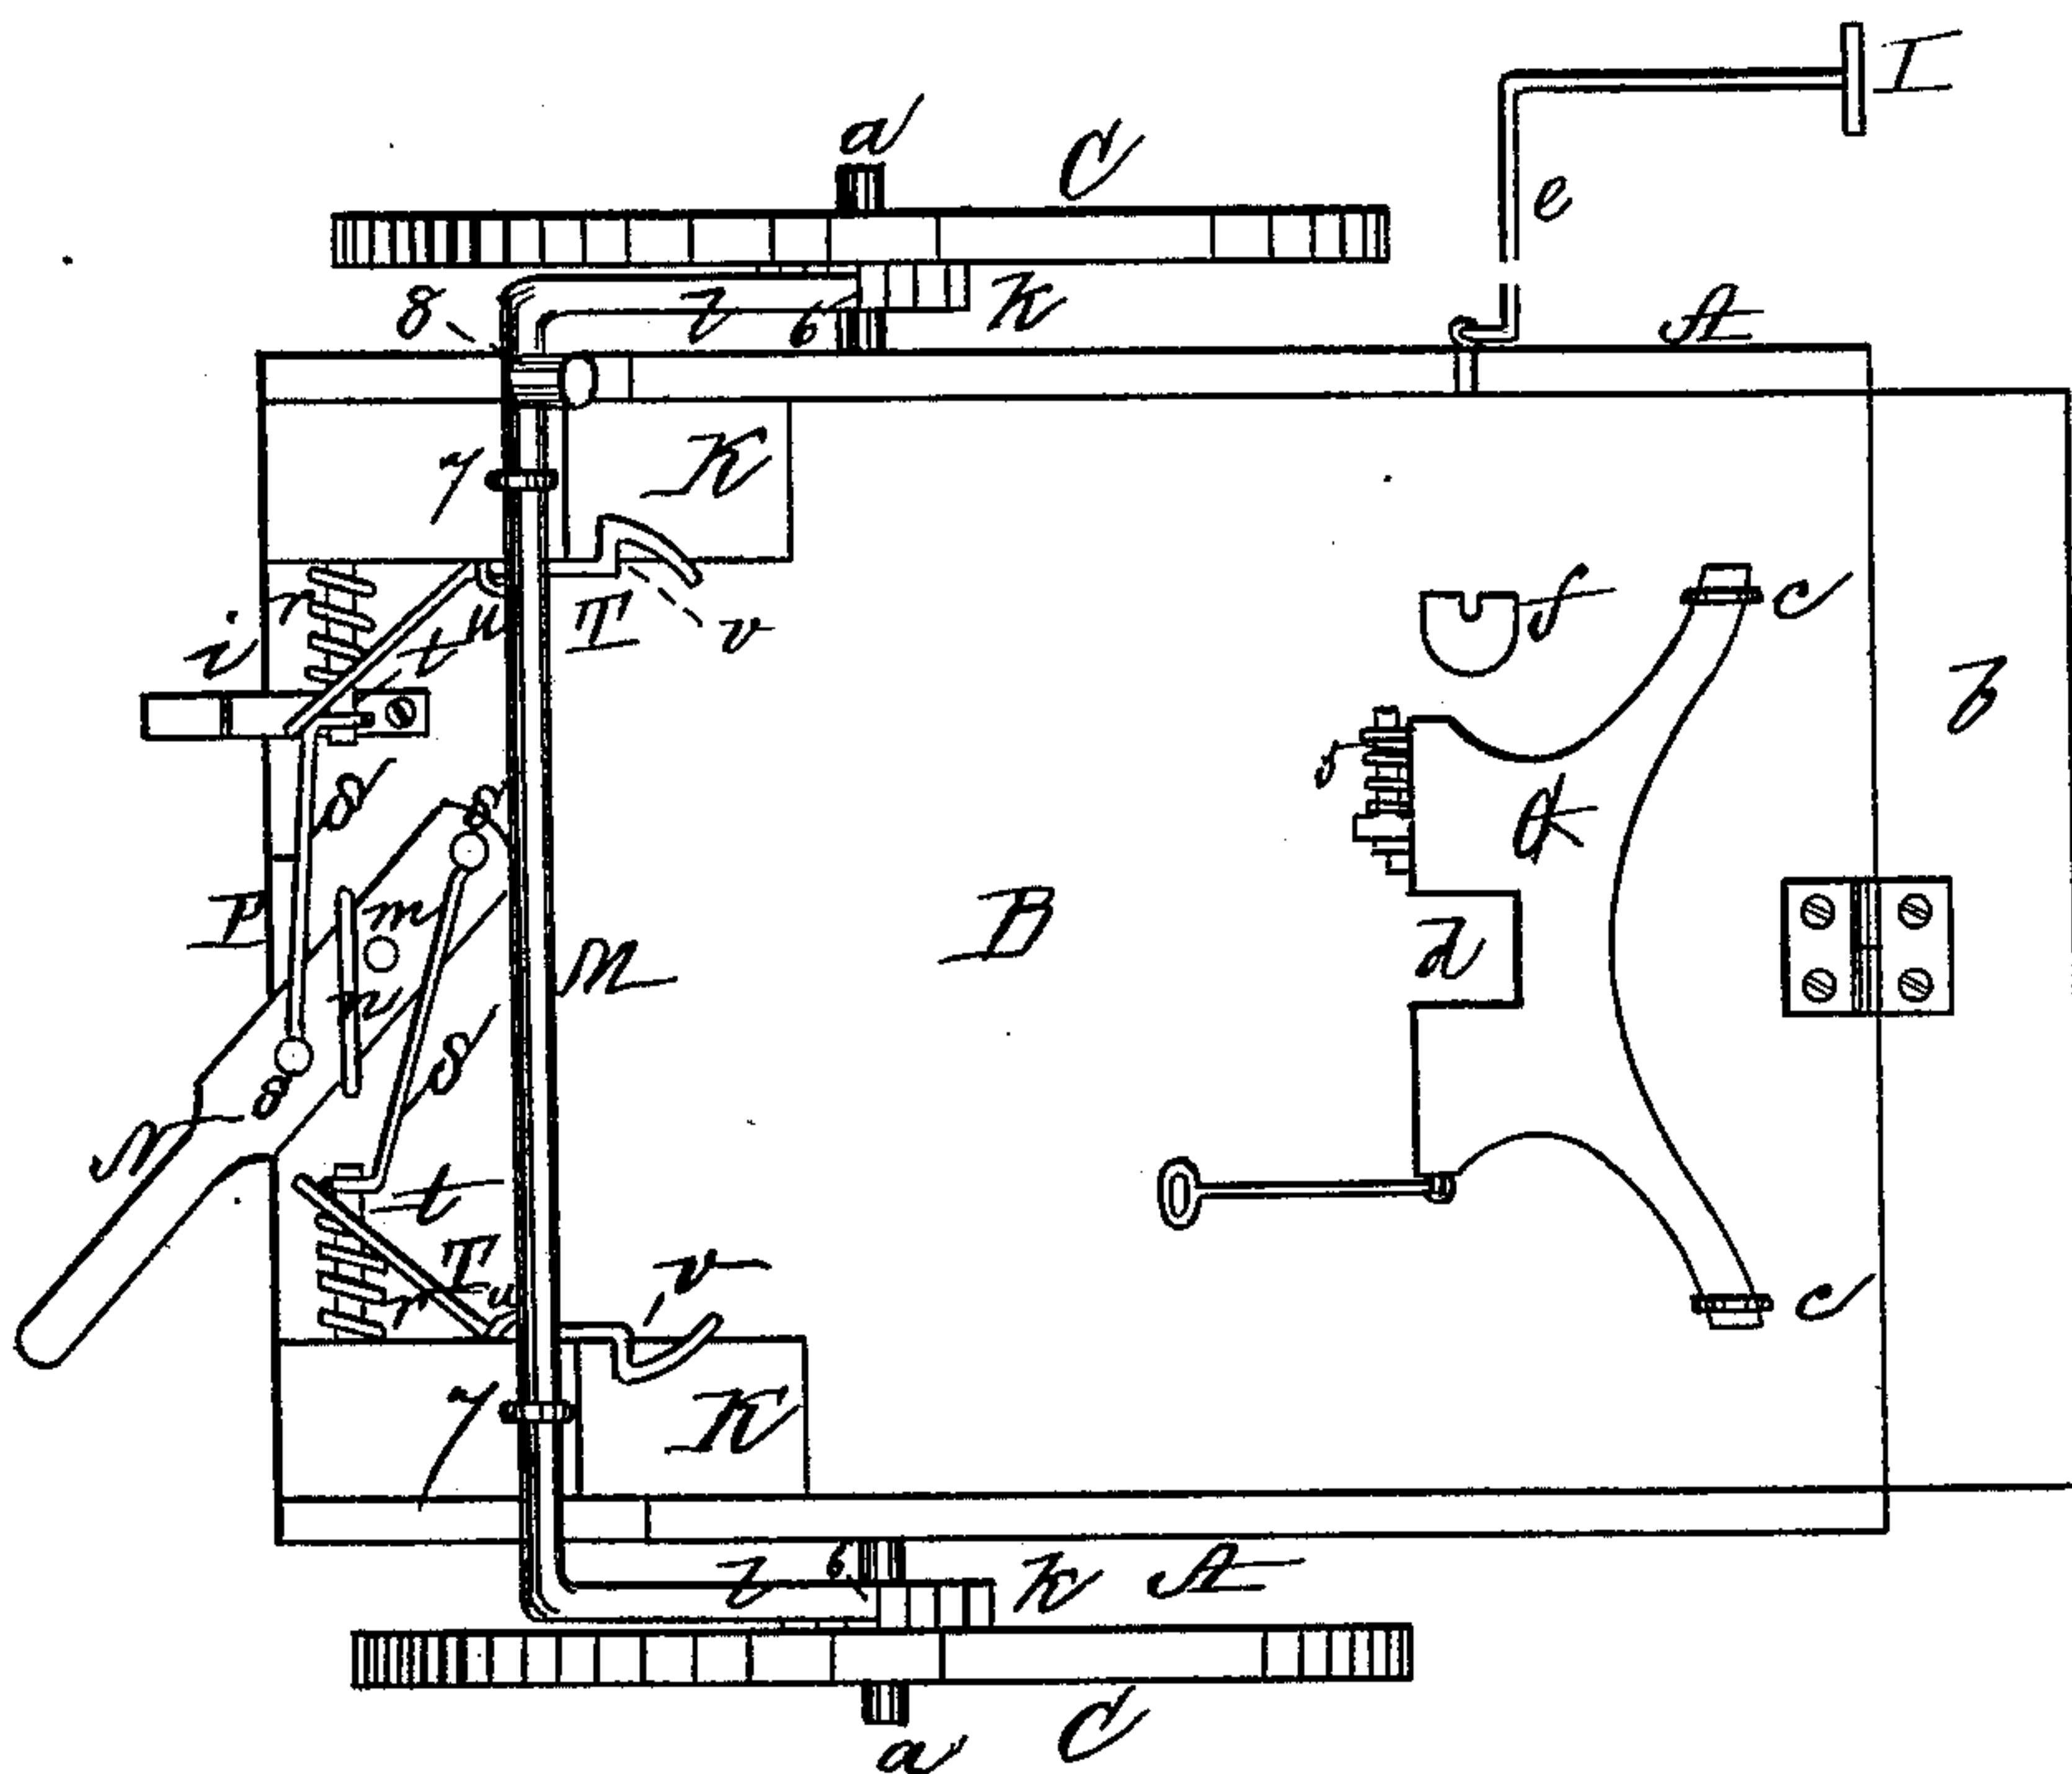 I
a C
e
8 l 6 k A
7 K
i r t u T v
f c
b
s
j G
s
P m B d
n M
S
s
N t
T v
r u c
7 K
l 6 k A
a C